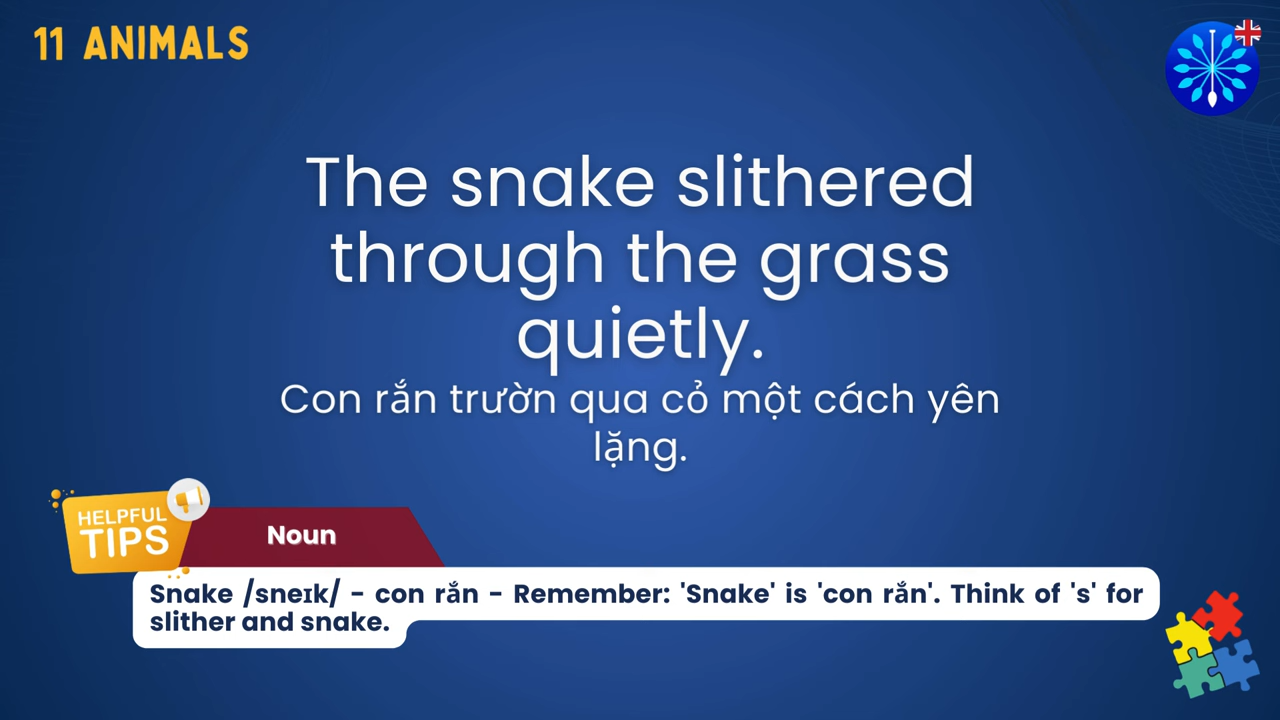 11 ANIMALS
The snake slithered
through the grass
quietly.
Con rắn trườn qua cỏ một cách yên
lặng.
HELPFUL
TIPS
Noun
Snake /sneɪk/ - con rắn - Remember: 'Snake' is 'con rắn'. Think of 's' for
slither and snake.